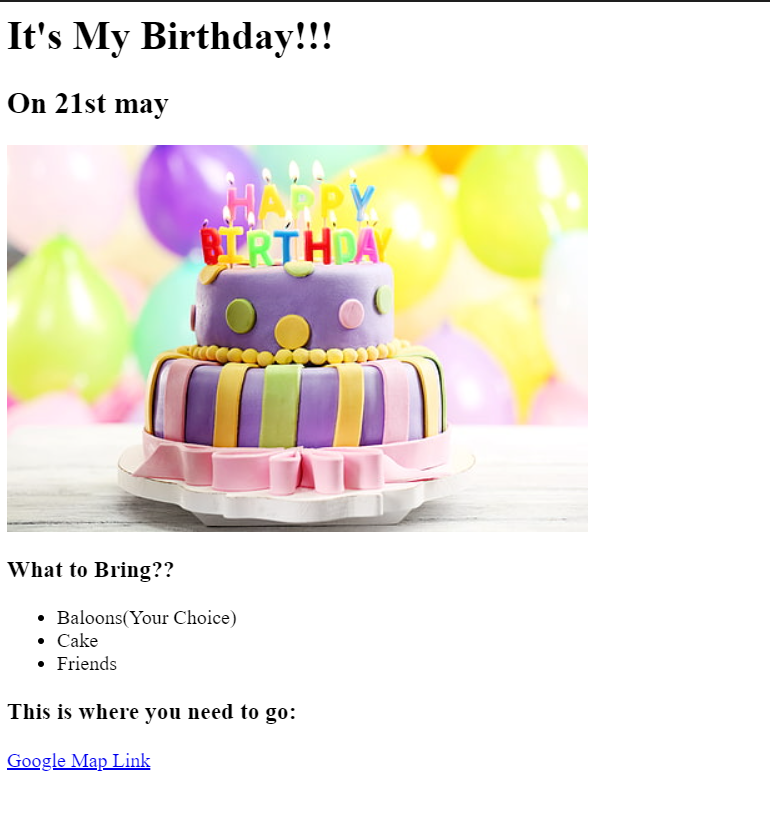 It's My Birthday!!!
On 21st may
HAPPY
BIRTHDAY
What to Bring??
Baloons(Your Choice)
Cake
Friends
This is where you need to go:
Google Map Link